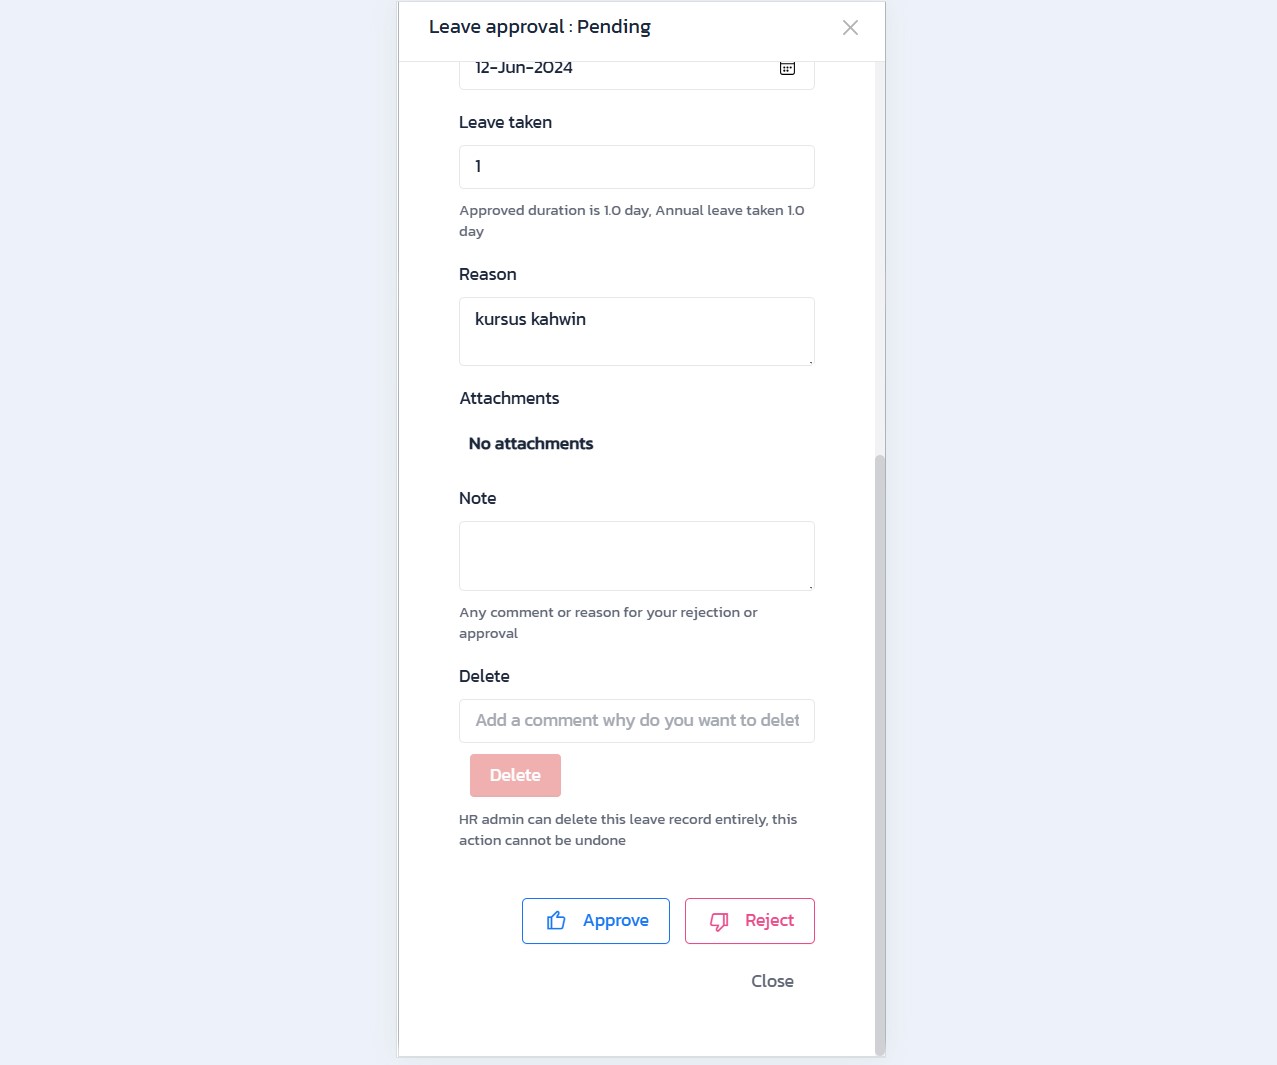 Leave approval : Pending
12-Jun-2024
Leave taken
1
Approved duration is 1.0 day, Annual leave taken 1.0
day
Reason
kursus kahwin
Attachments
No attachments
Note
Any comment or reason for your rejection or
approval
Delete
Add a comment why do you want to delet
Delete
HR admin can delete this leave record entirely, this
action cannot be undone
Approve
Reject
Close